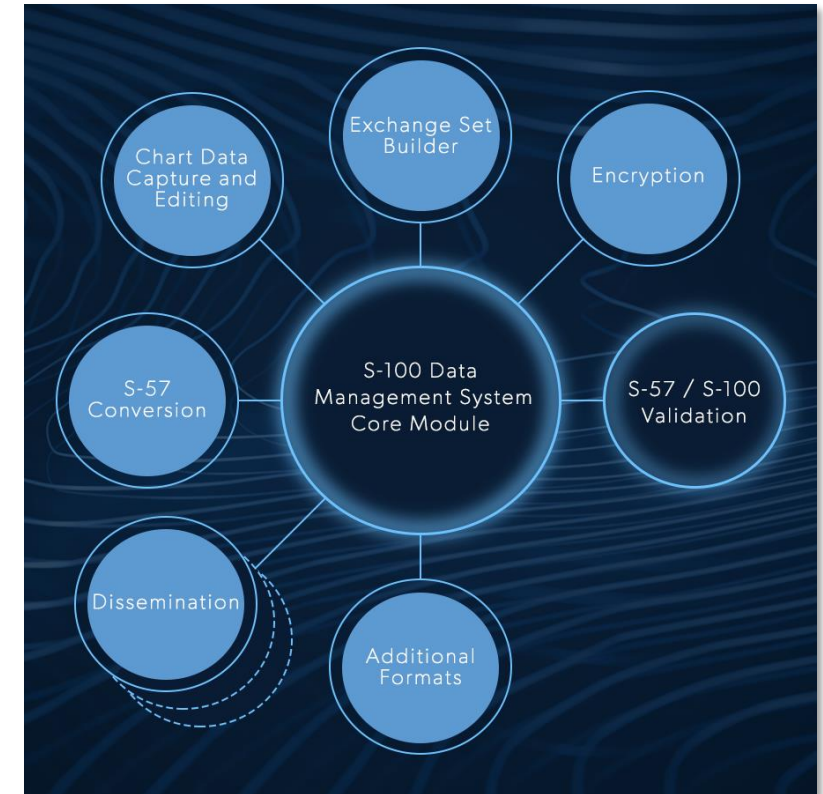 Exchange Set
Builder
Chart Data
Capture and
Editing
Encryption
S-100 Data
Management System
Core Module
S-57 / S-100
Validation
S-57
Conversion
Dissemination
Additional
Formats